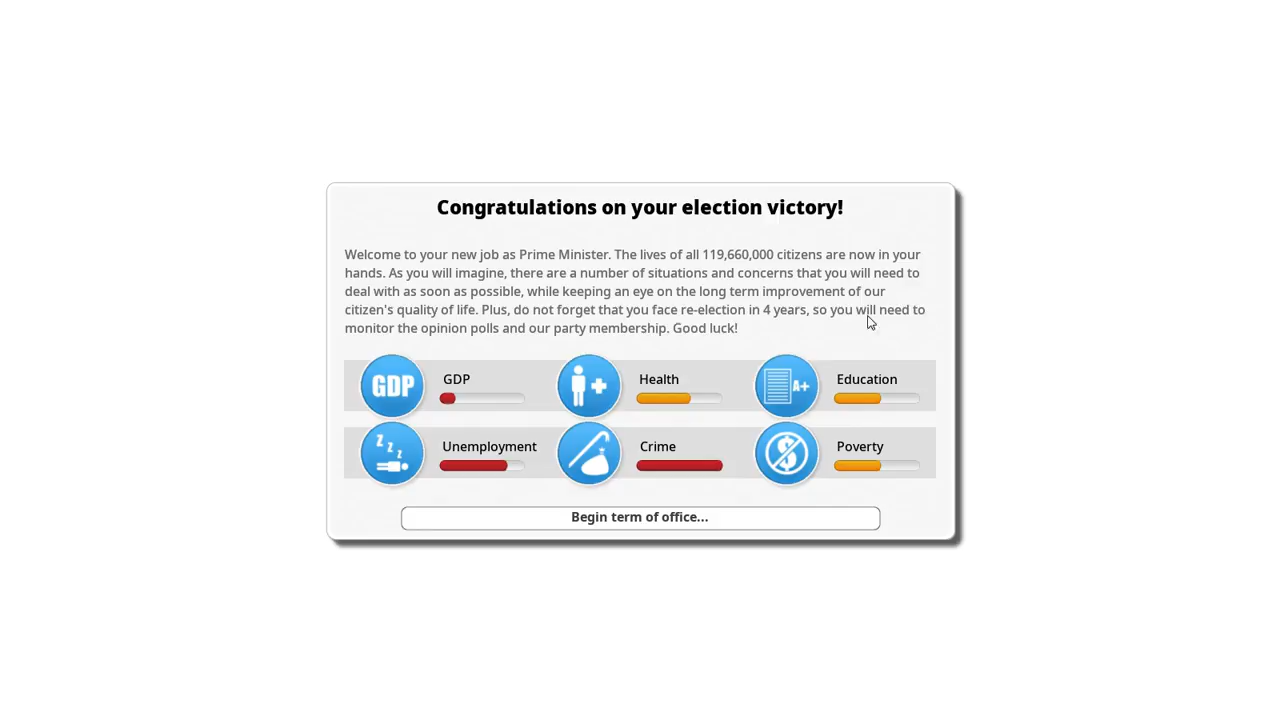 Congratulations on your election victory!
Welcome to your new job as Prime Minister. The lives of all 119,660,000 citizens are now in your
hands. As you will imagine, there are a number of situations and concerns that you will need to
deal with as soon as possible, while keeping an eye on the long term improvement of our
citizen's quality of life. Plus, do not forget that you face re-election in 4 years, so you will need to
monitor the opinion polls and our party membership. Good luck!
GDP GDP Health A+ Education
Z Z Z Unemployment Crime $ Poverty
Begin term of office...